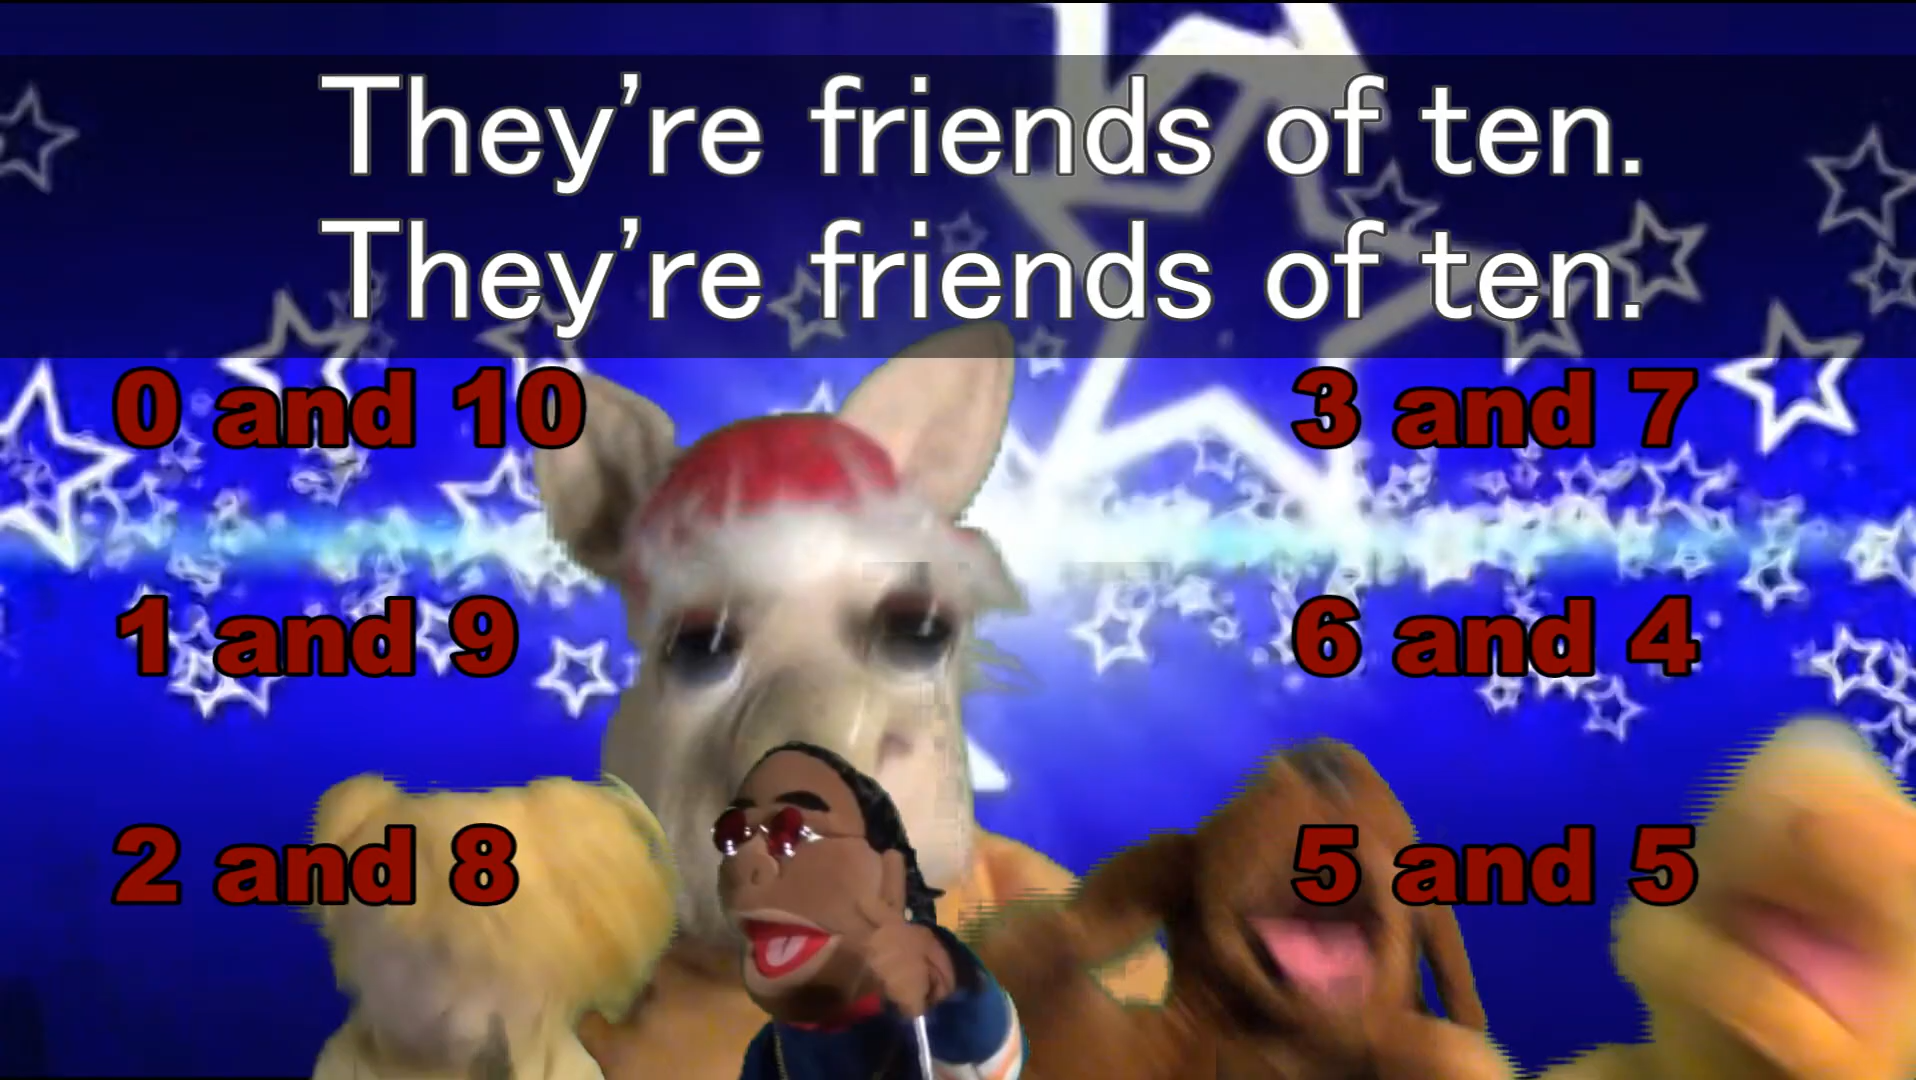 They're friends of ten.
They're friends of ten.
0 and 10
1 and 9
2 and 8
3 and 7
6 and 4
5 and 5